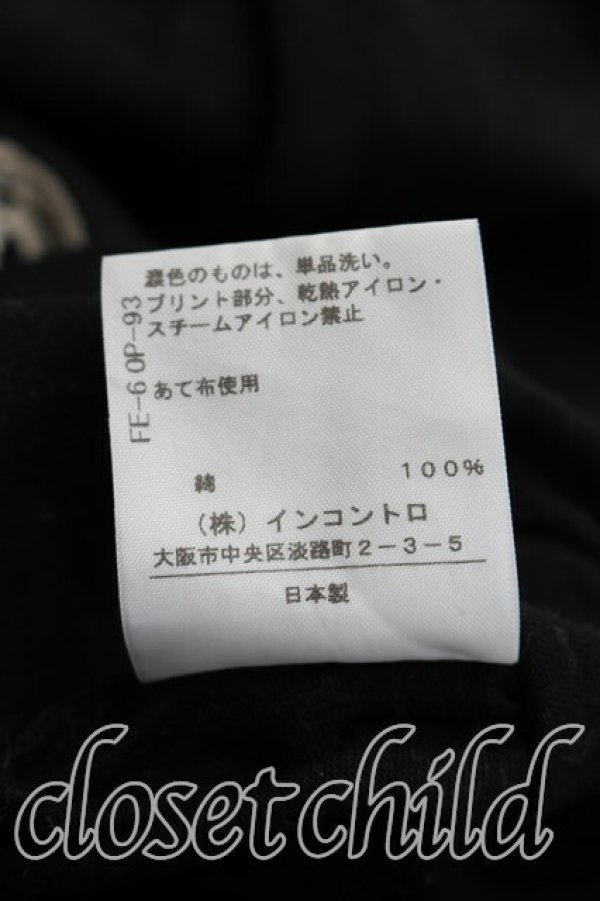 濃色のものは、単品洗い。
プリント部分、乾熱アイロン・
スチームアイロン禁止
あて布使用
FE-6 OP-93
綿 100%
(株)インコントロ
大阪市中央区淡路町2-3-5
日本製
closet child